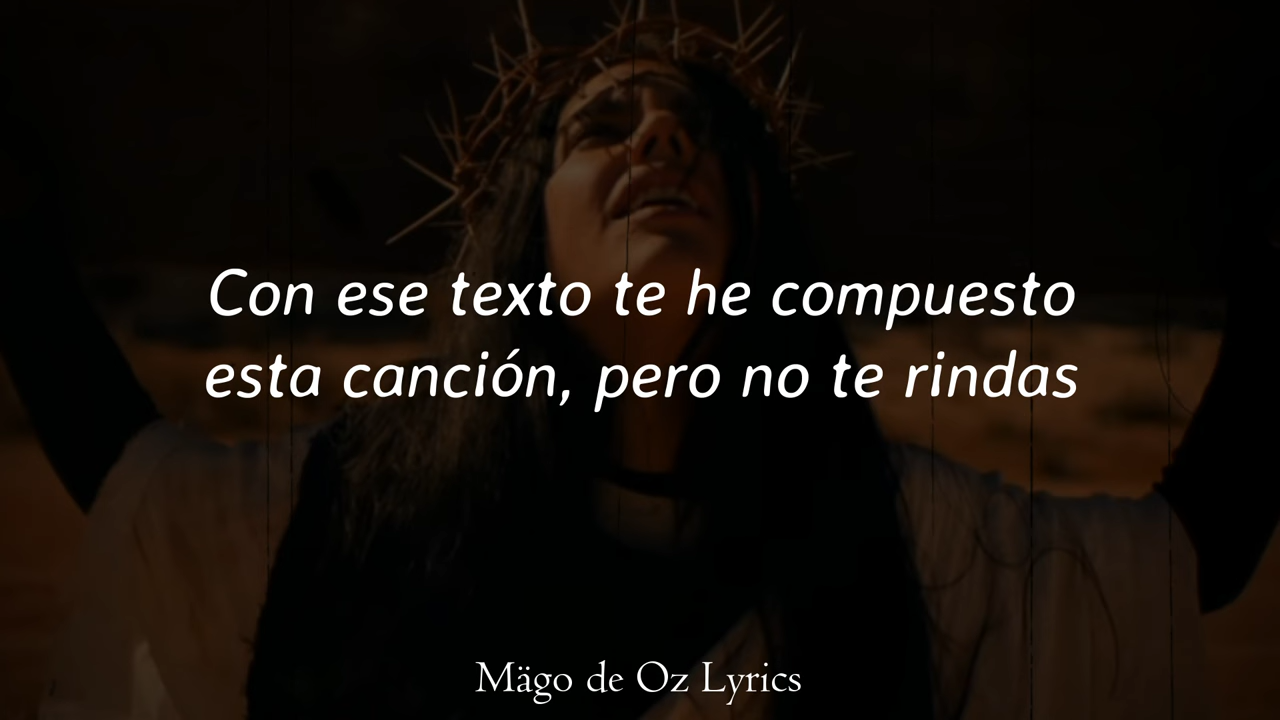 Con ese texto te he compuesto
esta canción, pero no te rindas
Mägo de Oz Lyrics